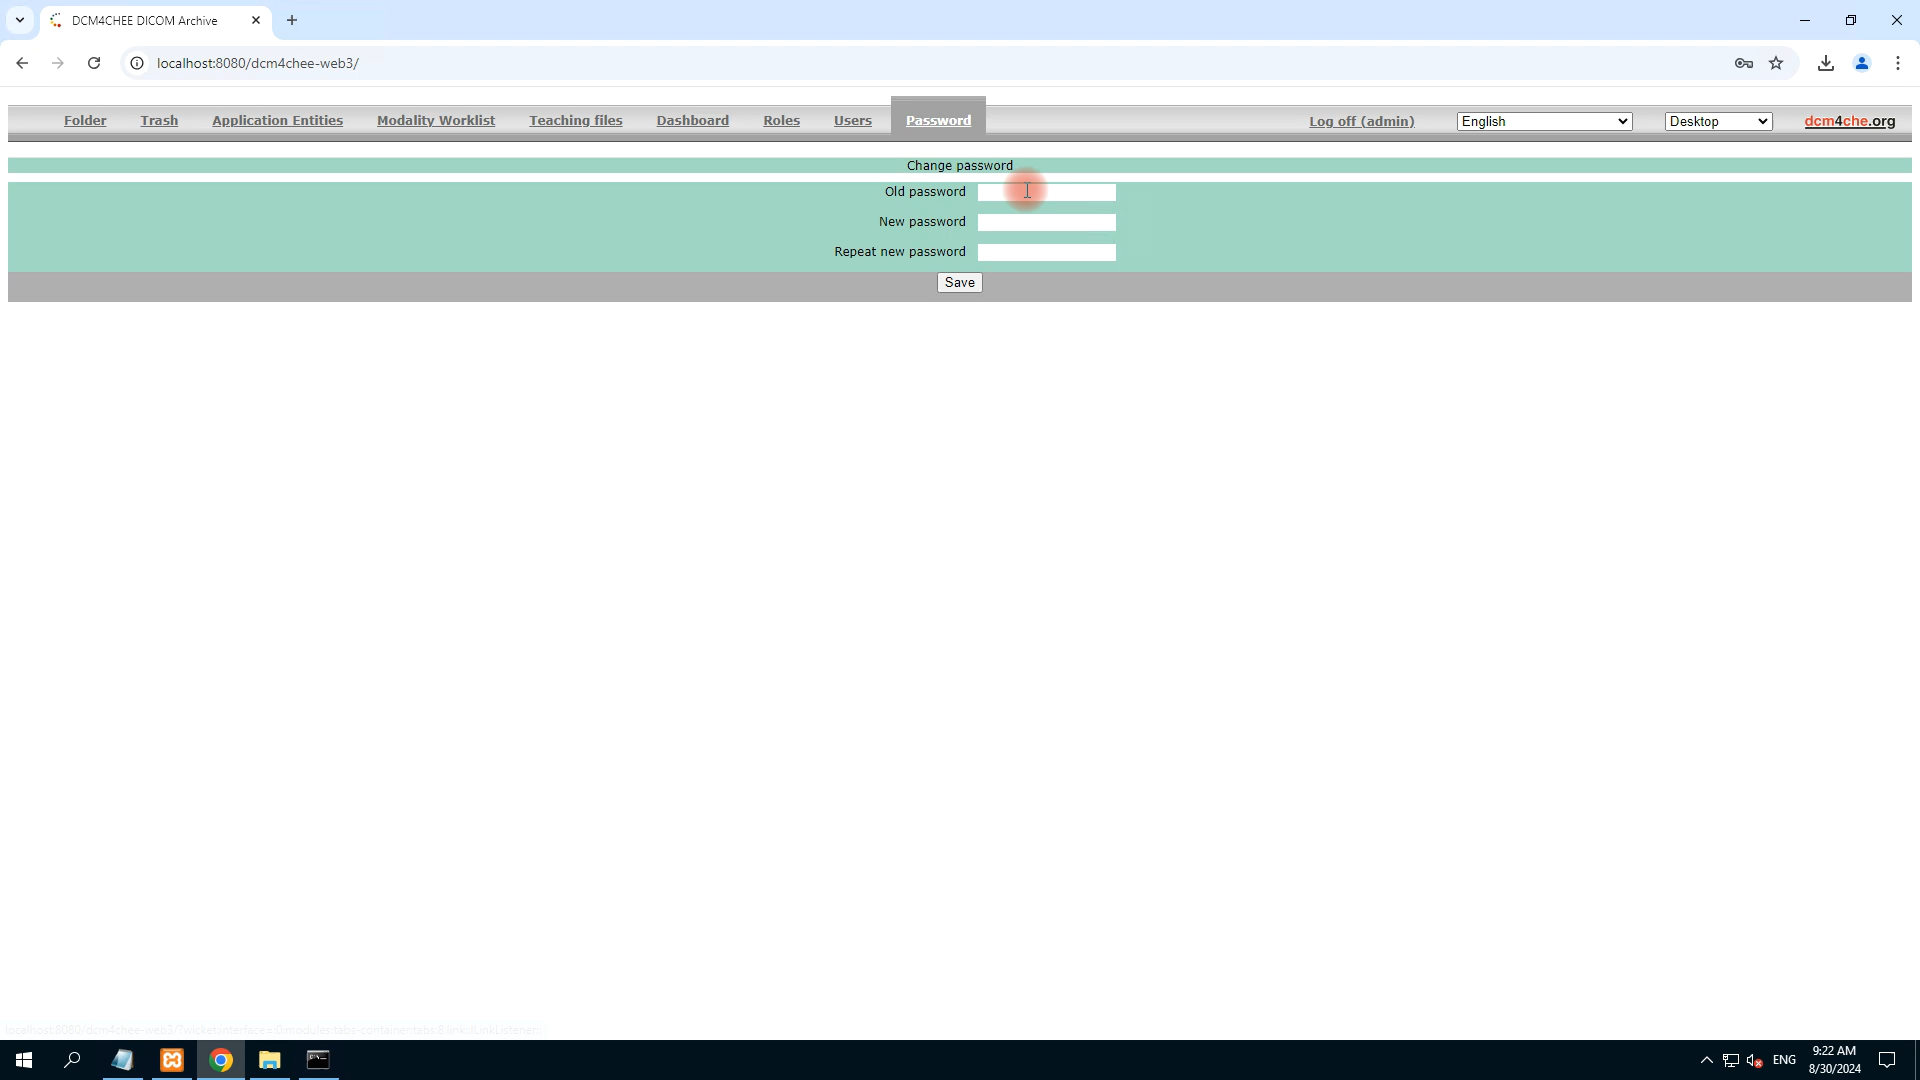 DCM4CHEE DICOM Archive
localhost:8080/dcm4chee-web3/
Folder Trash Application Entities Modality Worklist Teaching files Dashboard Roles Users Password Log off (admin) English Desktop dcm4che.org
Change password
Old password
New password
Repeat new password
Save
ENG
9:22 AM
8/30/2024